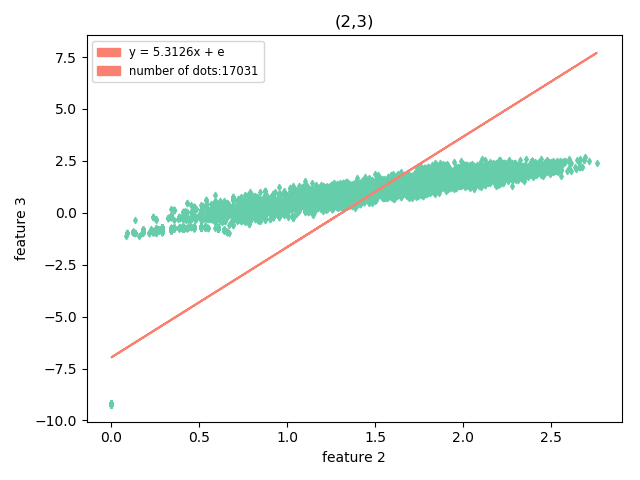 (2,3)
y = 5.3126x + e
number of dots:17031
7.5
5.0
2.5
0.0
−2.5
−5.0
−7.5
−10.0
feature 3
0.0 0.5 1.0 1.5 2.0 2.5
feature 2